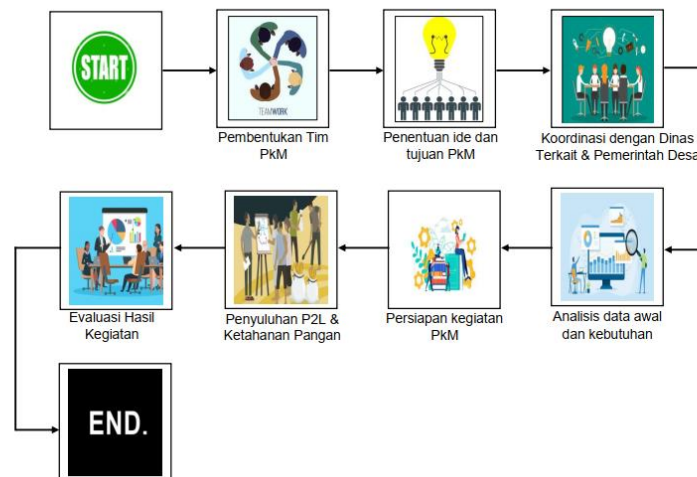 START
TEAMWORK
Pembentukan Tim
PkM
Penentuan ide dan
tujuan PkM
Koordinasi dengan Dinas
Terkait & Pemerintah Desa
Evaluasi Hasil
Kegiatan
Penyuluhan P2L &
Ketahanan Pangan
Persiapan kegiatan
PkM
Analisis data awal
dan kebutuhan
END.